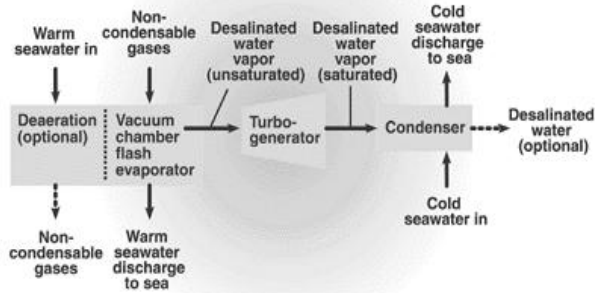 Warm
seawater in
Non-
condensable
gases
Desalinated
water
vapor
(unsaturated)
Desalinated
water
vapor
(saturated)
Cold
seawater
discharge
to sea
Deaeration
(optional)
Vacuum
chamber
flash
evaporator
Turbo-
generator
Condenser
Desalinated
water
(optional)
Non-
condensable
gases
Warm
seawater
discharge
to sea
Cold
seawater in